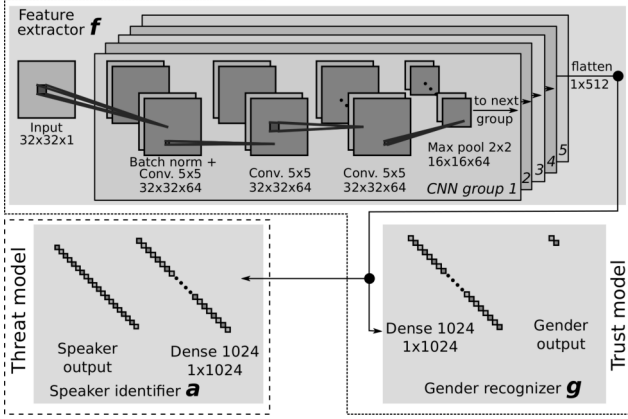 Feature
extractor f
Input
32x32x1
Batch norm +
Conv. 5x5
32x32x64
Conv. 5x5
32x32x64
Conv. 5x5
32x32x64
to next
group
Max pool 2x2
16x16x64
CNN group 1
2
3
4
5
flatten
1x512
Threat model
Speaker
output
Dense 1024
1x1024
Speaker identifier a
Dense 1024
1x1024
Gender
output
Gender recognizer g
Trust model